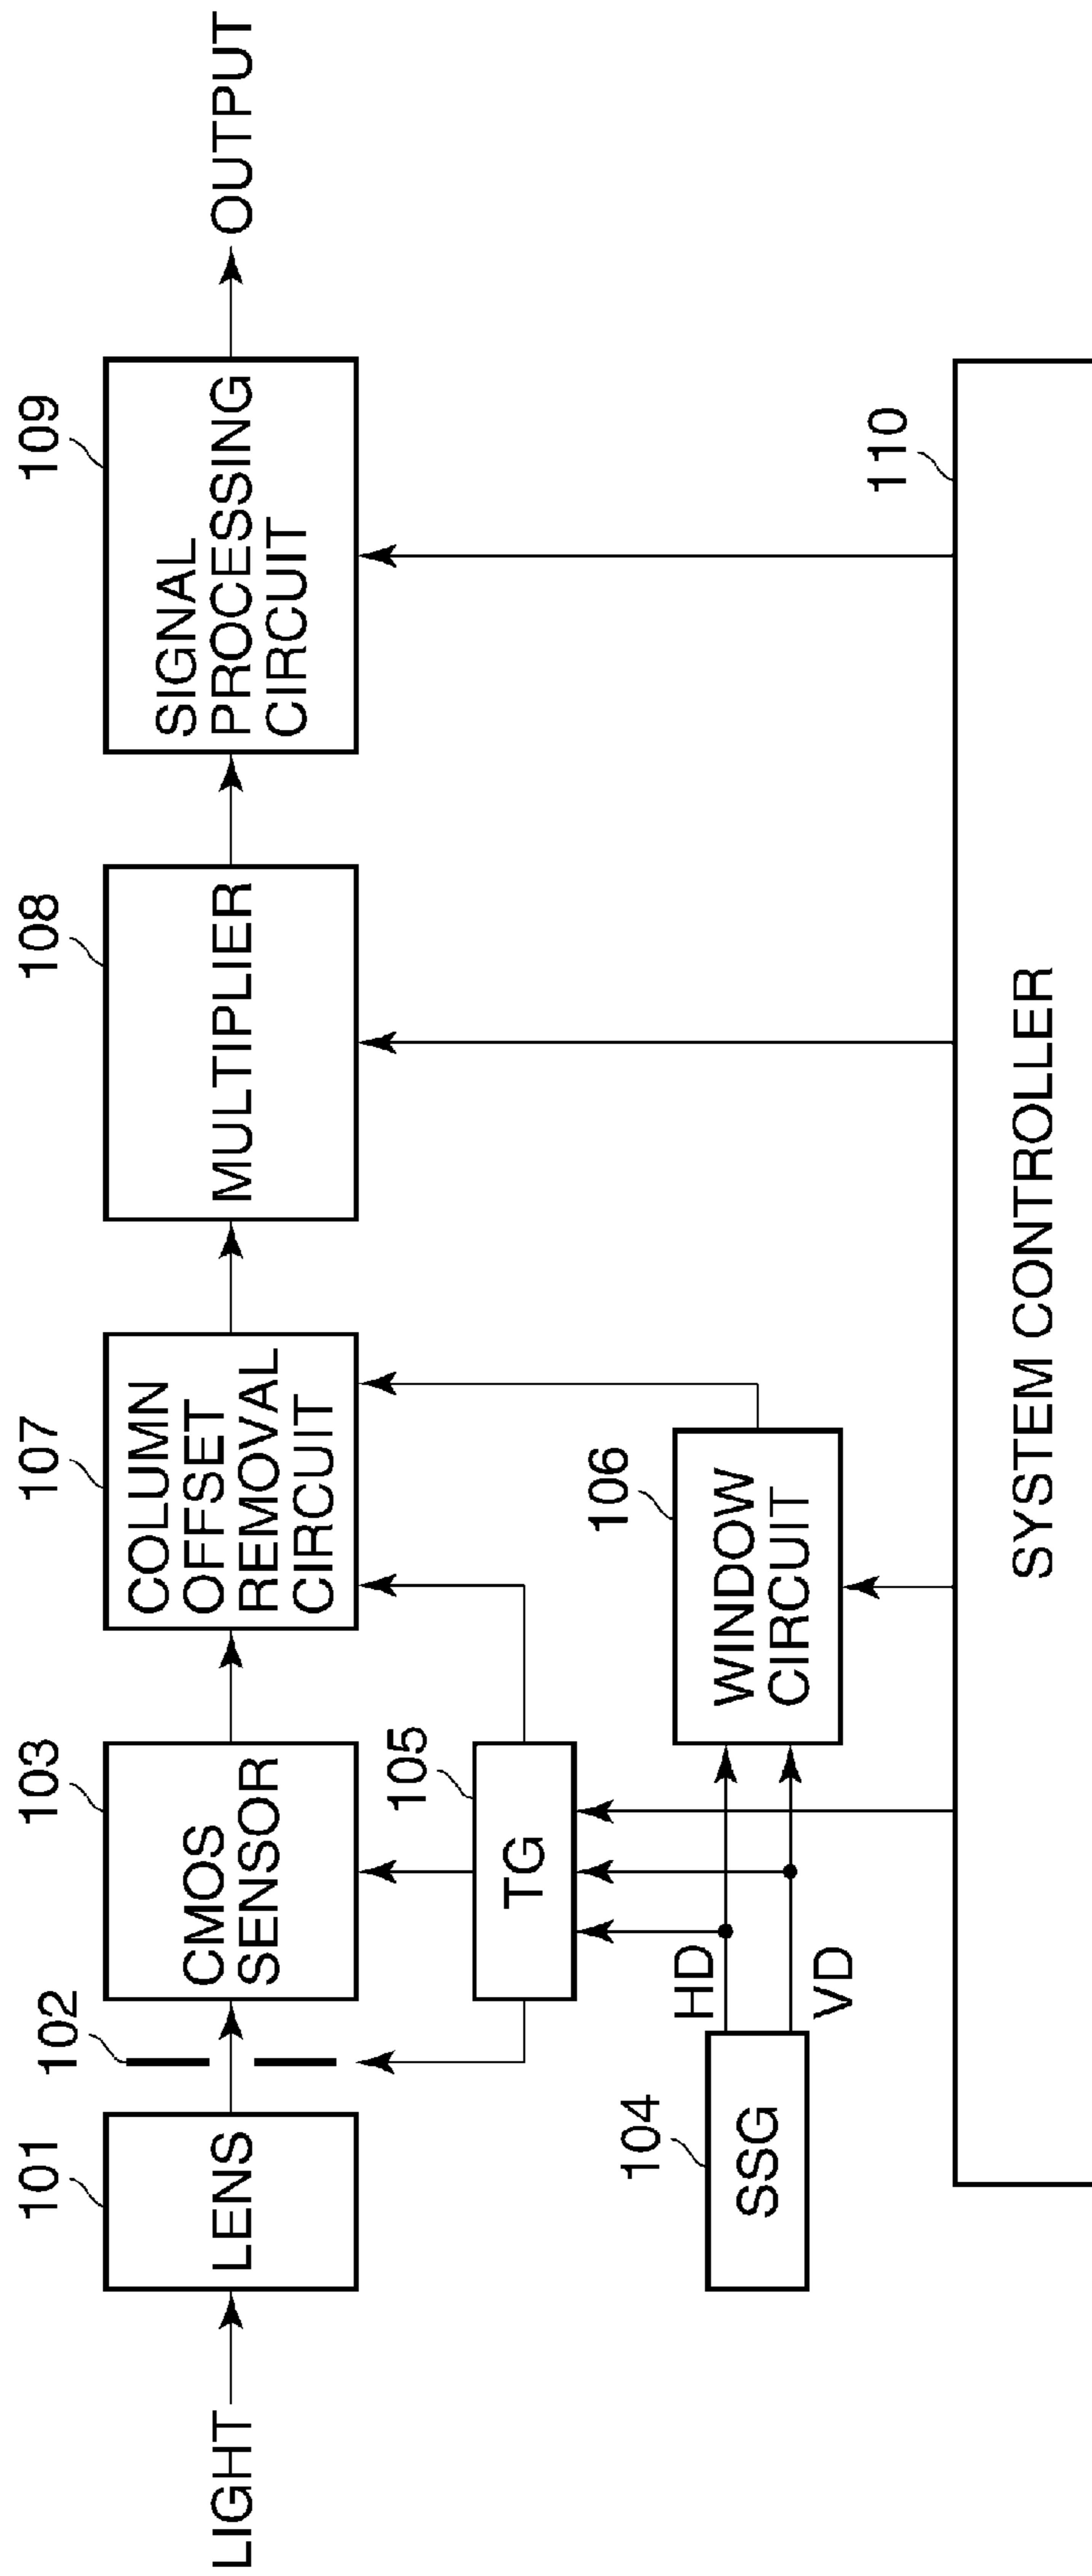 101
102
103
107
108
109
LIGHT
LENS
CMOS
SENSOR
COLUMN
OFFSET
REMOVAL
CIRCUIT
MULTIPLIER
SIGNAL
PROCESSING
CIRCUIT
OUTPUT
105
TG
104
SSG
HD
VD
106
WINDOW
CIRCUIT
110
SYSTEM CONTROLLER